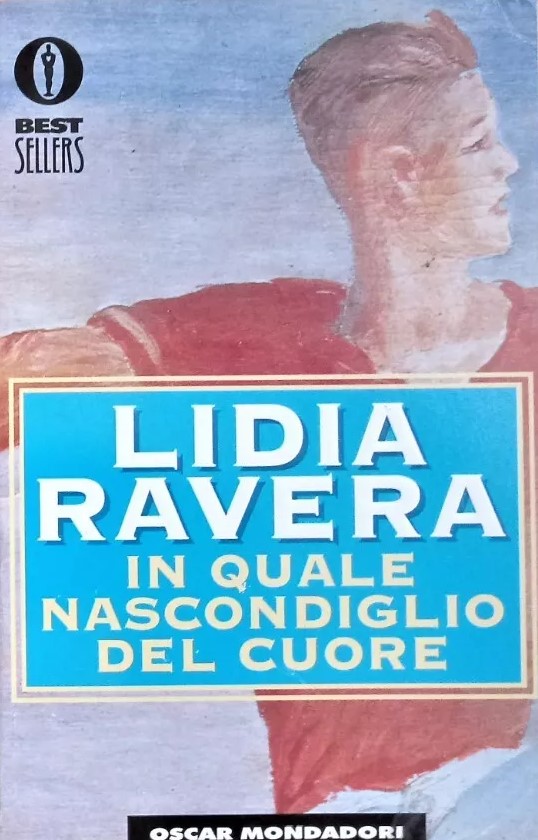 BEST
SELLERS
LIDIA
RAVERA
IN QUALE
NASCONDIGLIO
DEL CUORE
OSCAR MONDADORI